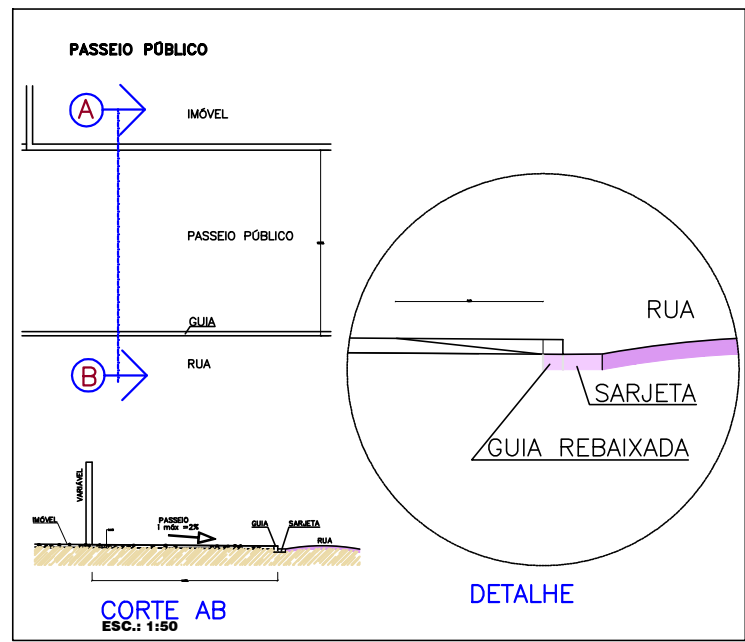 PASSEIO PÚBLICO
A
IMÓVEL
PASSEIO PÚBLICO
GUIA
RUA
B
RUA
SARJETA
GUIA REBAIXADA
DETALHE
VARIÁVEL
IMÓVEL
PASSEIO
i máx =2%
GUIA
SARJETA
RUA
CORTE AB
ESC.: 1:50